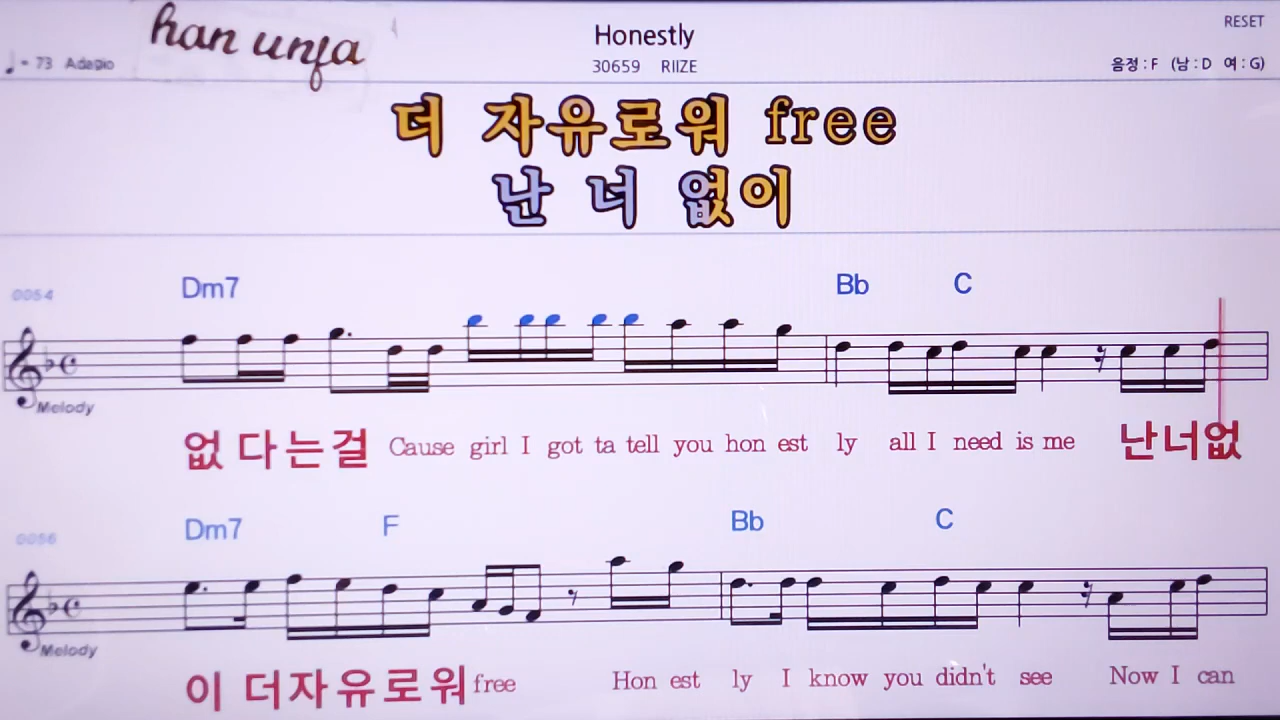 han unfa
Honestly
RESET
♩= 73 Adagio
30659 RIIZE
음정 : F (남 : D 여 : G)
더 자유로워 free
난 너 없이
0054
Dm7 Bb C
Melody
없 다는걸 Cause girl I got ta tell you hon est ly all I need is me 난너없
0056
Dm7 F Bb C
Melody
이 더자유로워 free Hon est ly I know you didn't see Now I can